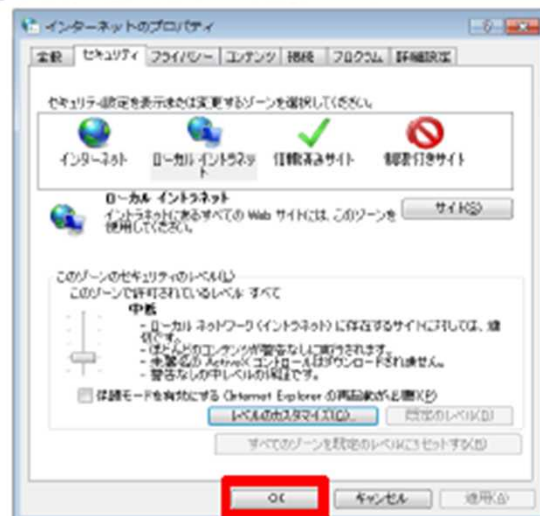 インターネットのプロパティ
全般 セキュリティ プライバシー コンテンツ 接続 プログラム 詳細設定
セキュリティ設定を表示または変更するゾーンを選択してください。
インターネット ローカル イントラネット 信頼済みサイト 制限付きサイト
ローカル イントラネット
イントラネットにあるすべての Web サイトには、このゾーンを
使用してください。
サイト(S)
このゾーンのセキュリティのレベル(L)
このゾーンで許可されているレベル: すべて
中低
- ローカル ネットワーク (イントラネット) に存在するサイトに対しては、適
切です。
- ほとんどのコンテンツが警告なしに実行されます。
- 未署名の ActiveX コントロールはダウンロードされません。
- 警告なしの中レベルの保証です。
保護モードを有効にする (Internet Explorer の再起動が必要)(P)
レベルのカスタマイズ(C)... 既定のレベル(D)
すべてのゾーンを既定のレベルにリセットする(R)
OK キャンセル 適用(A)